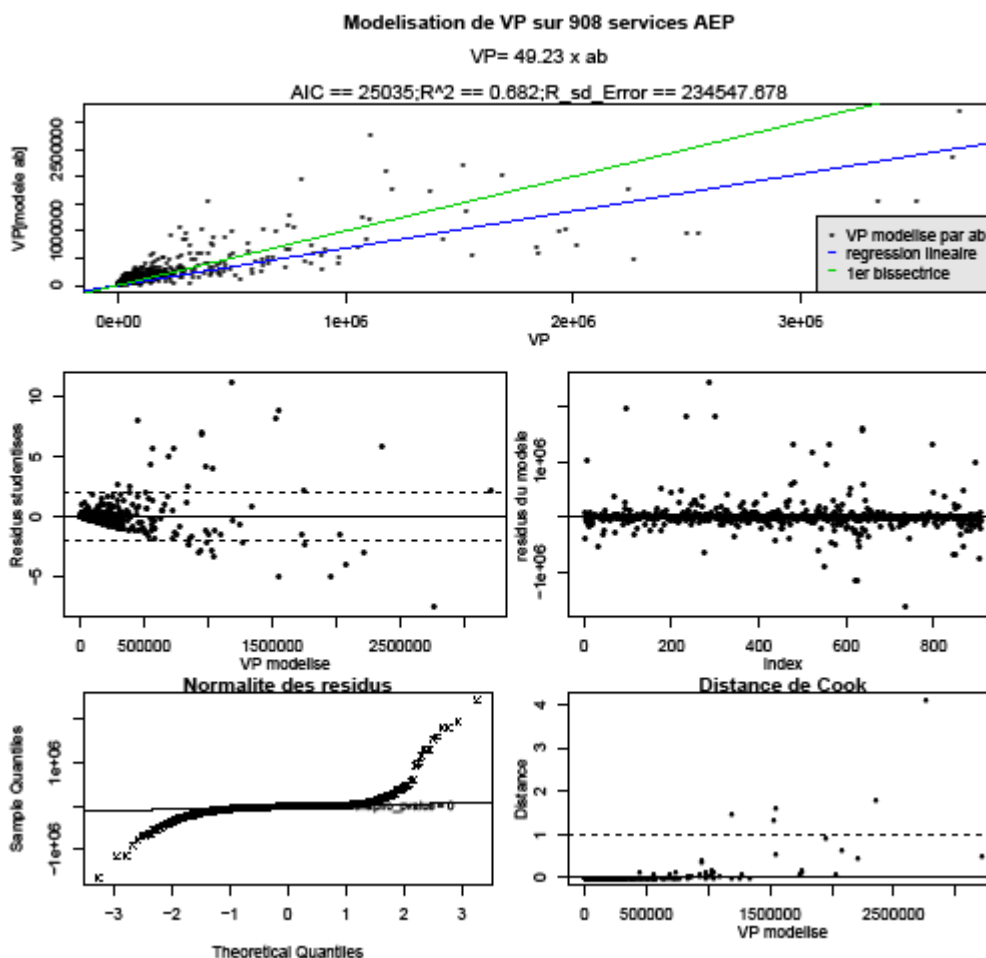 Modelisation de VP sur 908 services AEP
VP= 49.23 x ab
AIC == 25035;R^2 == 0.682;R_sd_Error == 234547.678
VP[modele ab]
0 1000000 2500000
VP modelise par ab
regression lineaire
1er bissectrice
0e+00 1e+06 2e+06 3e+06
VP
Residus studentises
-5 0 5 10
0 500000 1500000 2500000
VP modelise
residus du modele
-1e+06 1e+06
0 200 400 600 800
Index
Normalite des residus
Sample Quantiles
-1e+06 1e+06
= 0
-3 -2 -1 0 1 2 3
Theoretical Quantiles
Distance de Cook
Distance
0 1 2 3 4
0 500000 1500000 2500000
VP modelise